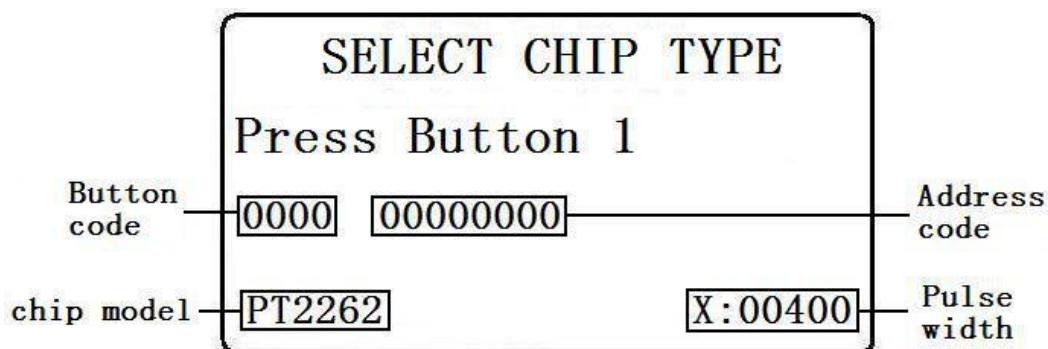 SELECT CHIP TYPE
Press Button 1
Button code
0000 00000000
Address code
chip model
PT2262
X:00400
Pulse width